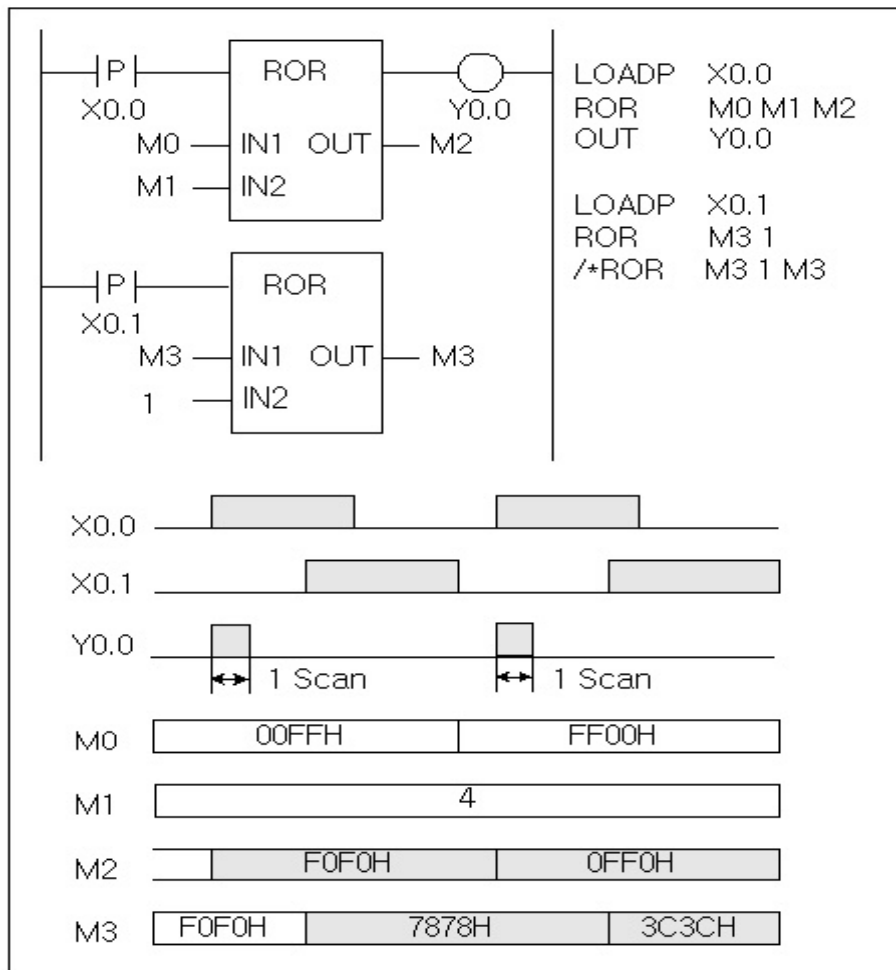 P ROR LOADP X0.0
X0.0 Y0.0 ROR M0 M1 M2
M0 IN1 OUT M2 OUT Y0.0
M1 IN2
LOADP X0.1
P ROR ROR M3 1
X0.1 /*ROR M3 1 M3
M3 IN1 OUT M3
1 IN2
X0.0
X0.1
Y0.0
1 Scan 1 Scan
M0 00FFH FF00H
M1 4
M2 F0F0H 0FF0H
M3 F0F0H 7878H 3C3CH